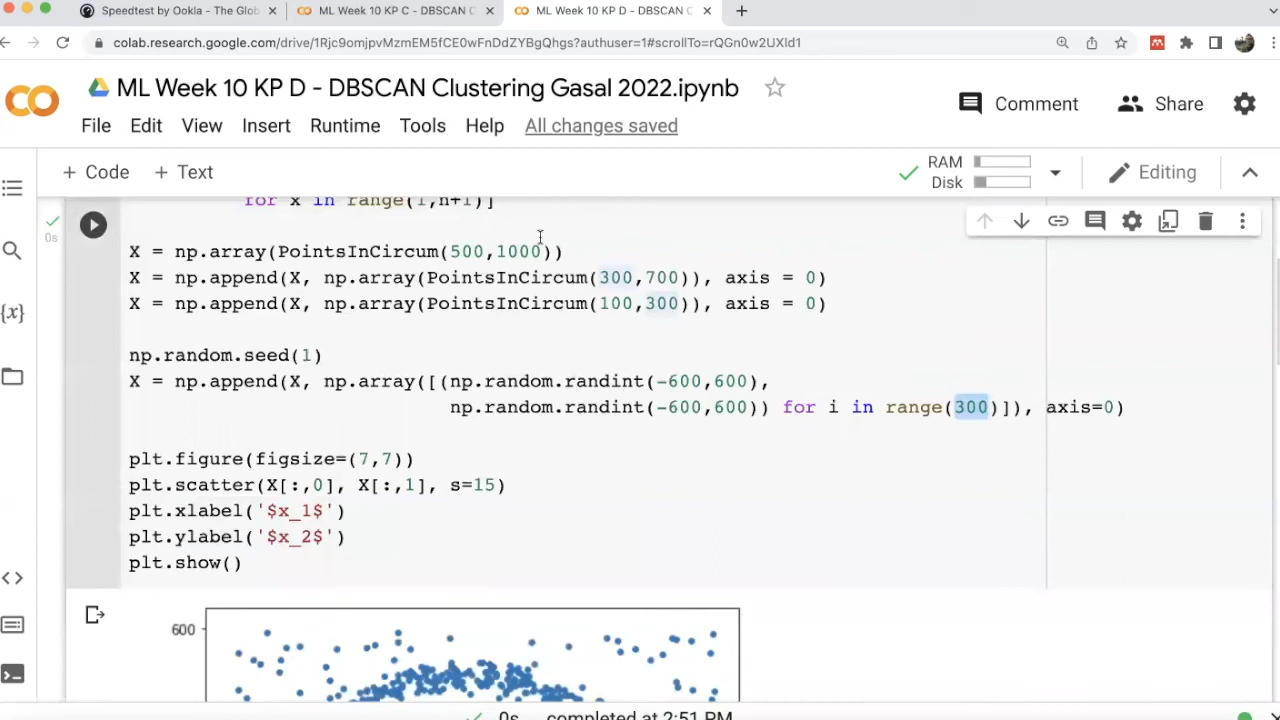 Speedtest by Ookla - The Glob
ML Week 10 KP C - DBSCAN C
ML Week 10 KP D - DBSCAN C
colab.research.google.com/drive/1Rjc9omjpvMzmEM5fCE0wFnDdZYBgQhgs?authuser=1#scrollTo=rQGn0w2UXld1
ML Week 10 KP D - DBSCAN Clustering Gasal 2022.ipynb
Comment
Share
File Edit View Insert Runtime Tools Help All changes saved
+ Code + Text
RAM
Disk
Editing
for x in range(1,n+1)]
0s
X = np.array(PointsInCircum(500,1000))
X = np.append(X, np.array(PointsInCircum(300,700)), axis = 0)
{x}
X = np.append(X, np.array(PointsInCircum(100,300)), axis = 0)
np.random.seed(1)
X = np.append(X, np.array([(np.random.randint(-600,600),
np.random.randint(-600,600)) for i in range(300)]), axis=0)
plt.figure(figsize=(7,7))
plt.scatter(X[:,0], X[:,1], s=15)
plt.xlabel('$x_1$')
plt.ylabel('$x_2$')
plt.show()
600
0s completed at 2:51 PM